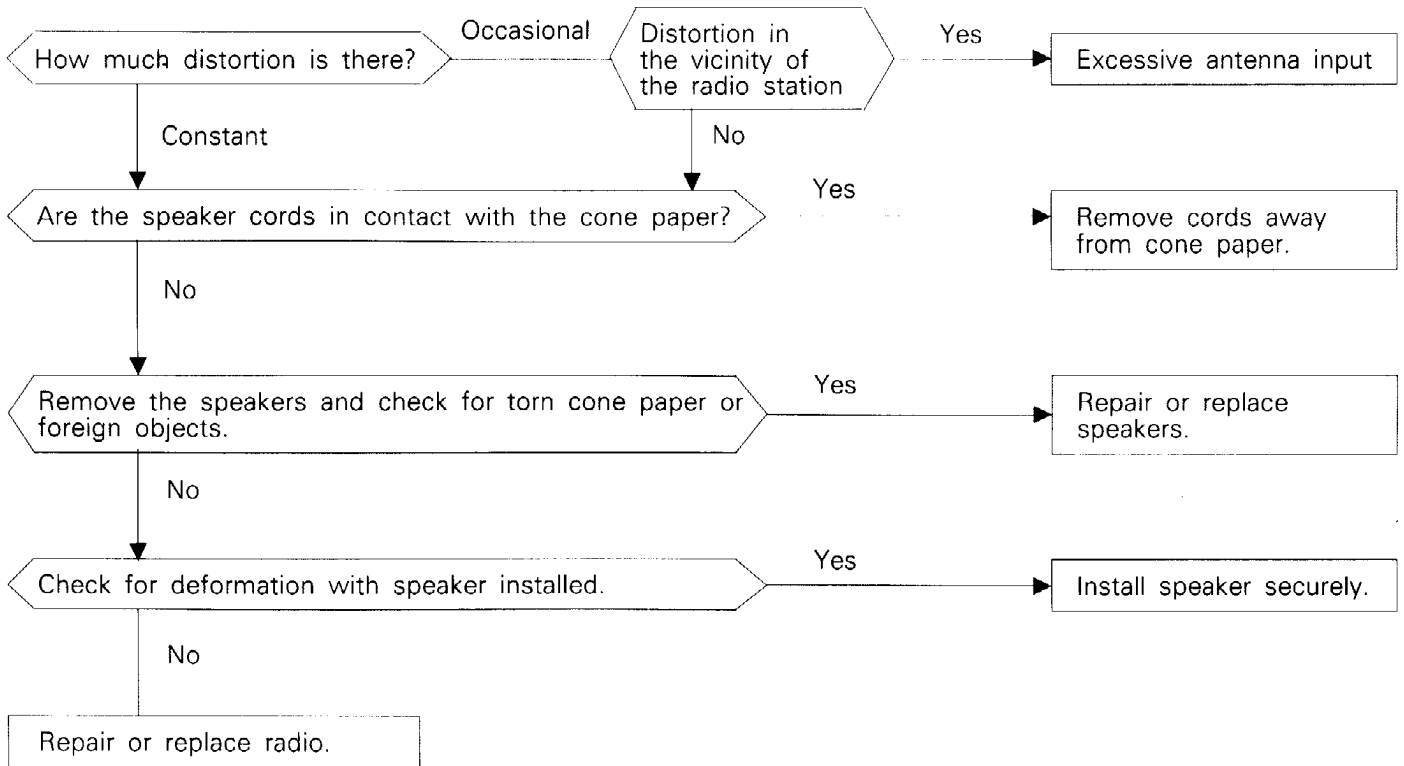 How much distortion is there?
Occasional
Distortion in
the vicinity of
the radio station
Yes
Excessive antenna input
Constant
No
Are the speaker cords in contact with the cone paper?
Yes
Remove cords away
from cone paper.
No
Remove the speakers and check for torn cone paper or
foreign objects.
Yes
Repair or replace
speakers.
No
Check for deformation with speaker installed.
Yes
Install speaker securely.
No
Repair or replace radio.